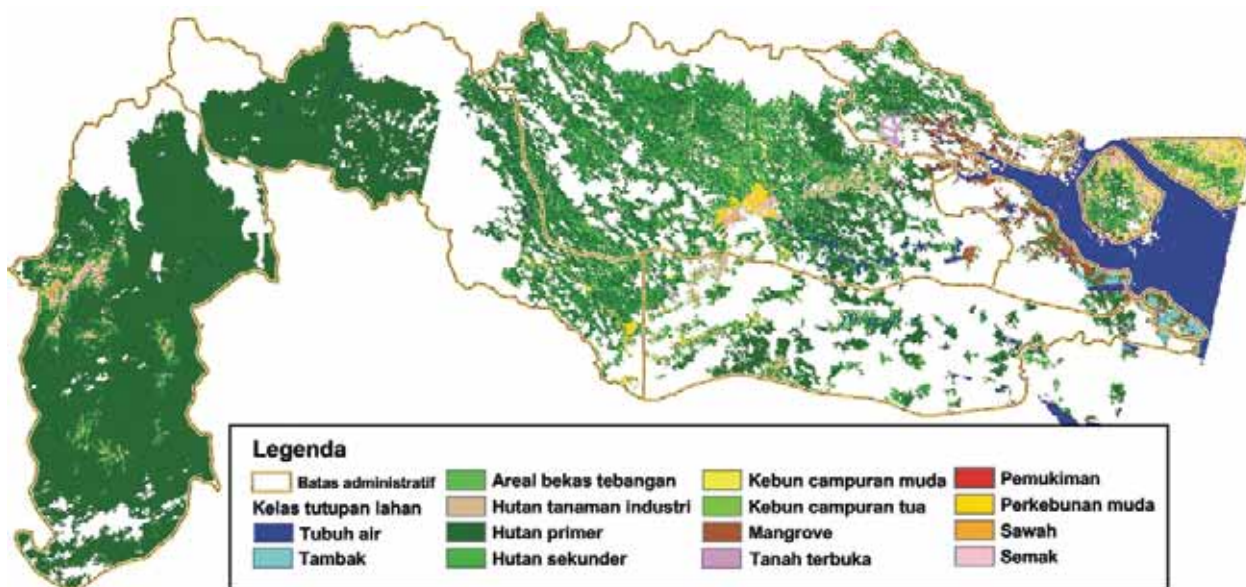 Legenda
Batas administratif
Kelas tutupan lahan
Tubuh air
Tambak
Areal bekas tebangan
Hutan tanaman industri
Hutan primer
Hutan sekunder
Kebun campuran muda
Kebun campuran tua
Mangrove
Tanah terbuka
Pemukiman
Perkebunan muda
Sawah
Semak